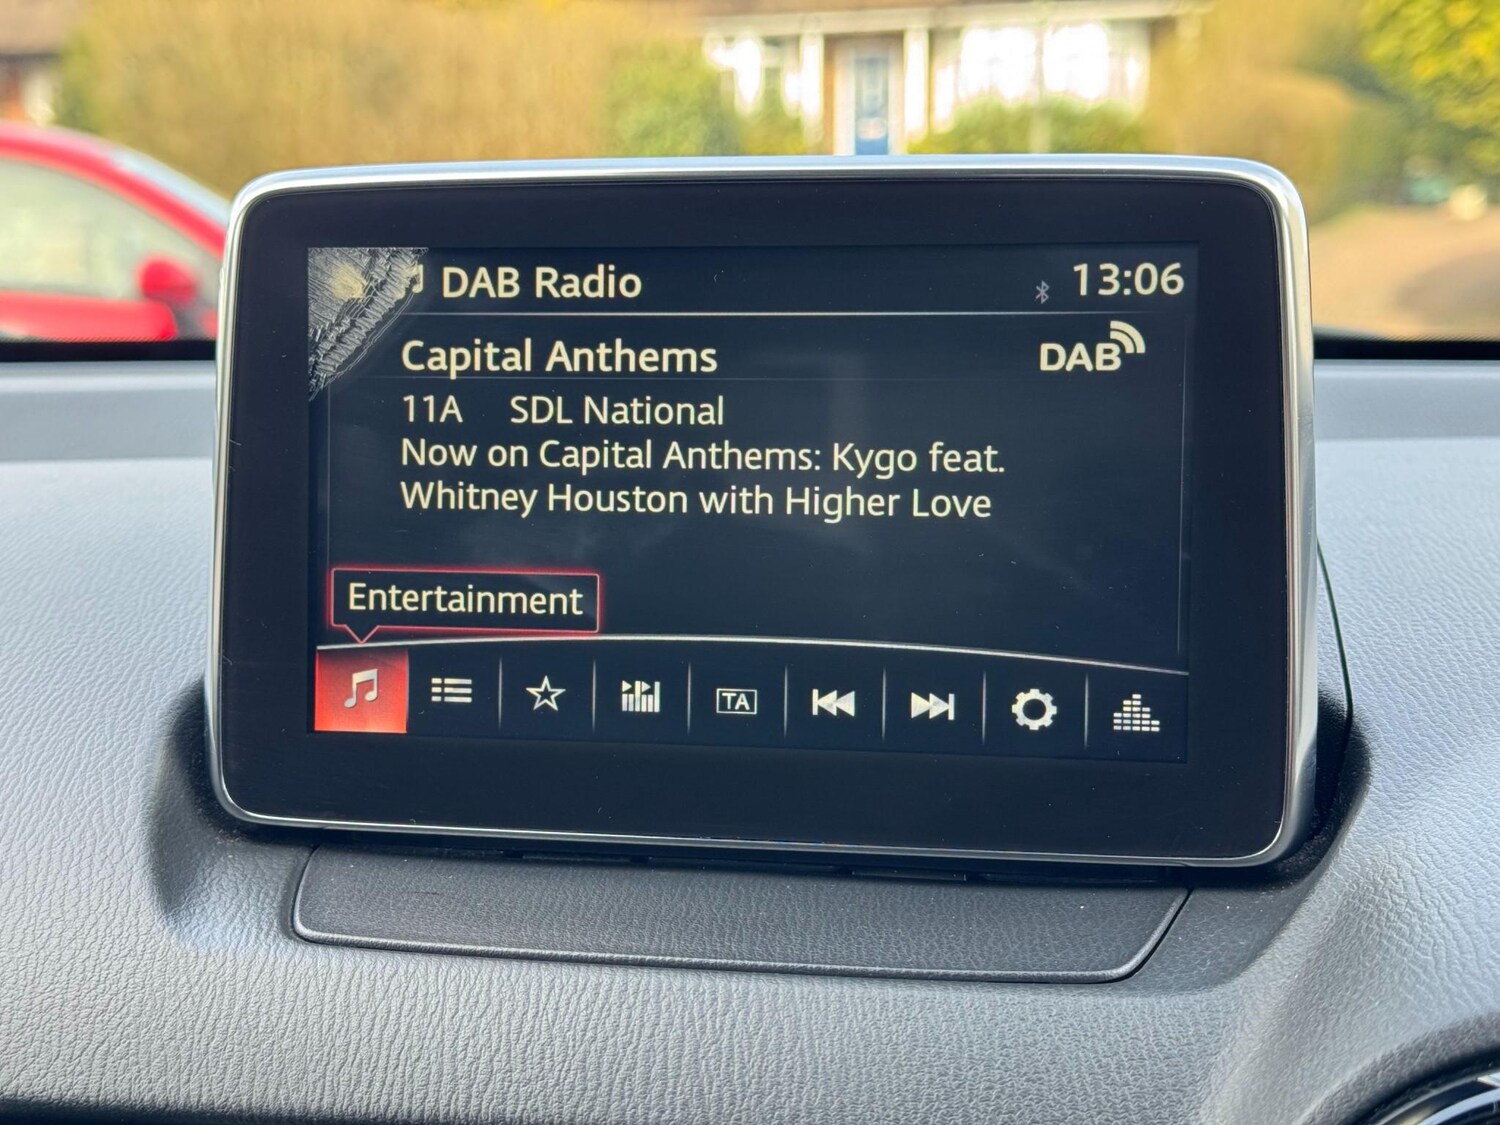 DAB Radio 13:06
Capital Anthems DAB
11A SDL National
Now on Capital Anthems: Kygo feat.
Whitney Houston with Higher Love
Entertainment
TA